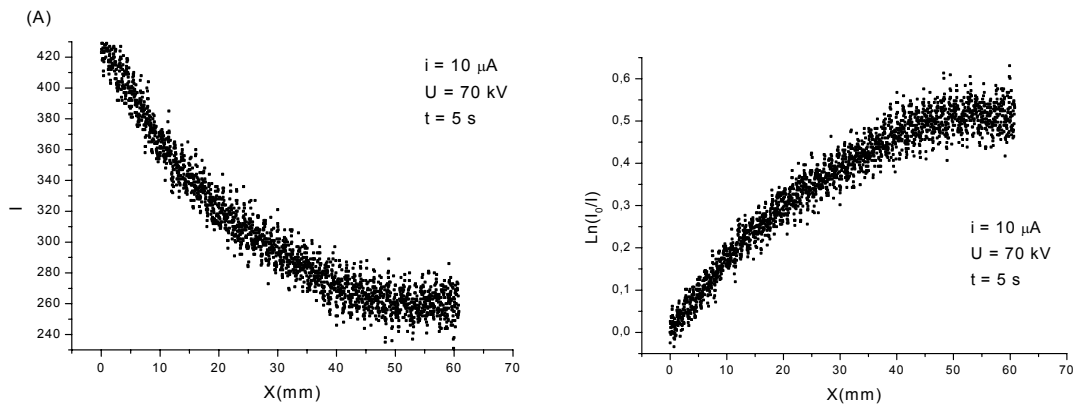 (A)
420
400
380
360
340
320
300
280
260
240
I
0 10 20 30 40 50 60 70
X(mm)
i = 10 μA
U = 70 kV
t = 5 s
0,6
0,5
0,4
0,3
0,2
0,1
0,0
Ln(I₀/I)
0 10 20 30 40 50 60 70
X(mm)
i = 10 μA
U = 70 kV
t = 5 s